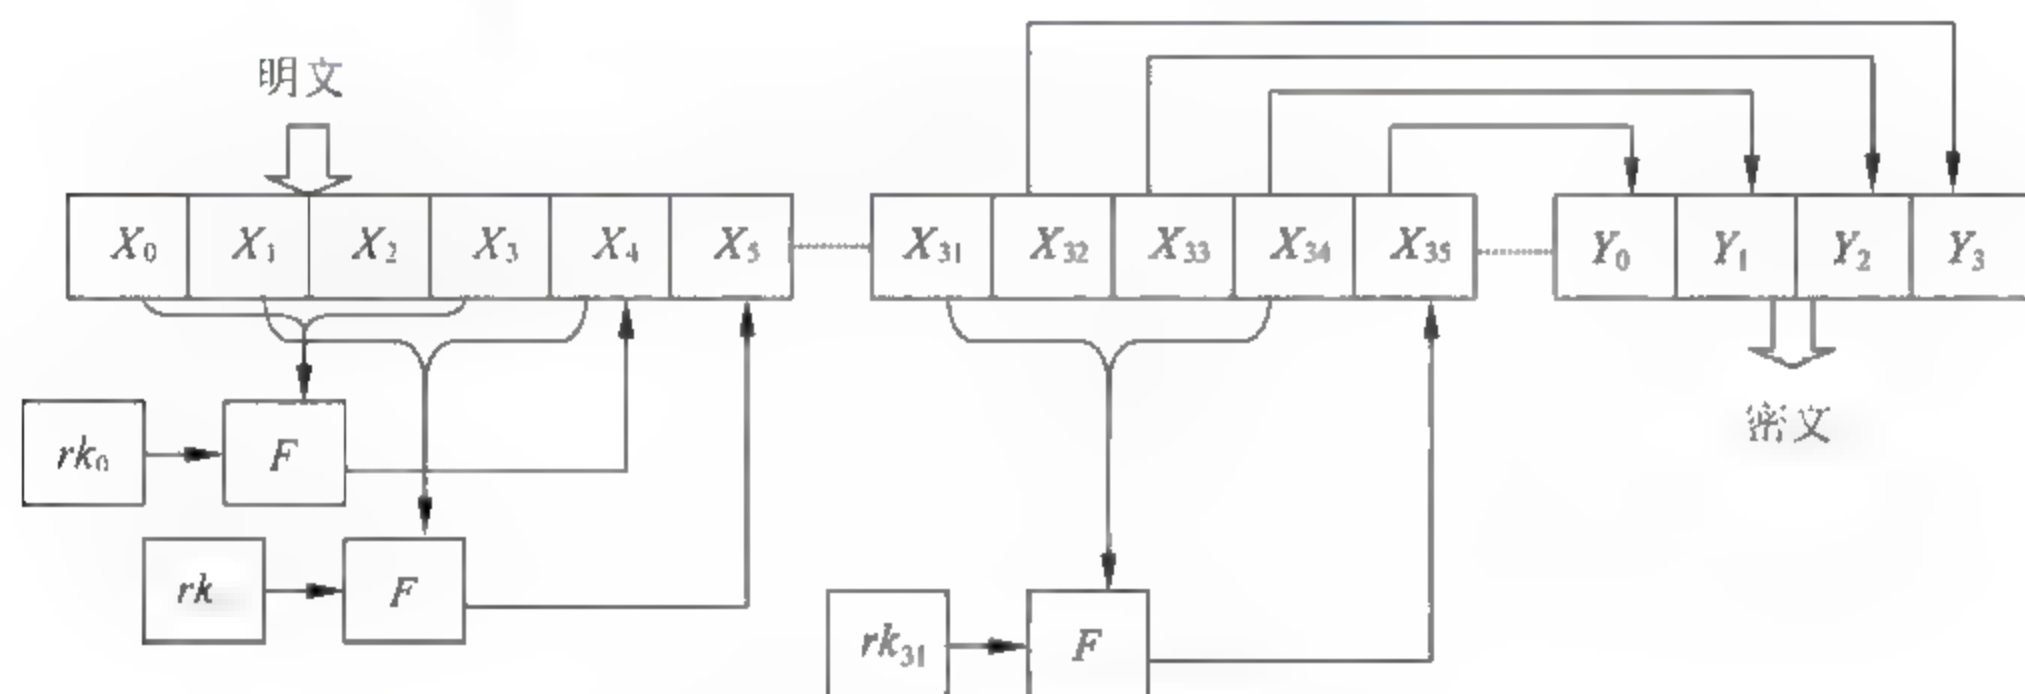 明文
X₀ X₁ X₂ X₃ X₄ X₅ X₃₁ X₃₂ X₃₃ X₃₄ X₃₅ Y₀ Y₁ Y₂ Y₃
密文
rk₀ F
rk F
rk₃₁ F